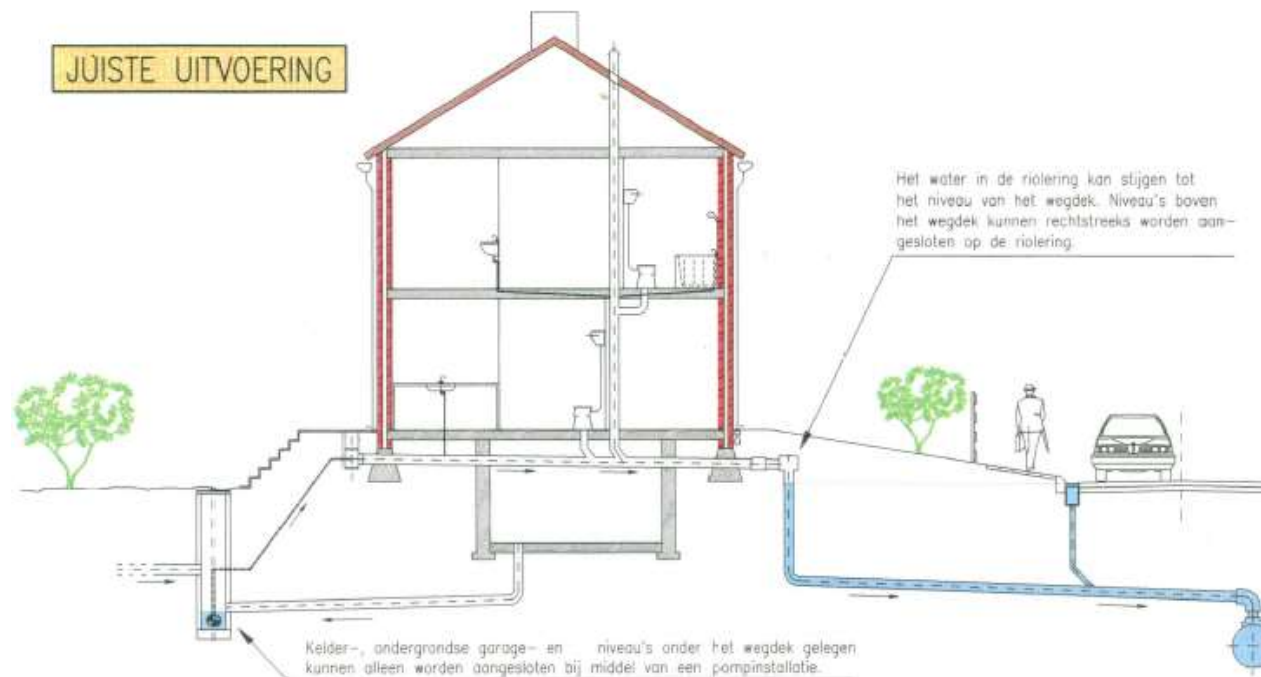 JUISTE UITVOERING
Het water in de riolering kan stijgen tot
het niveau van het wegdek. Niveau's boven
het wegdek kunnen rechtstreeks worden aan-
gesloten op de riolering.
Kelder-, ondergrondse garage- en niveau's onder het wegdek gelegen
kunnen alleen worden aangesloten bij middel van een pompinstallatie.